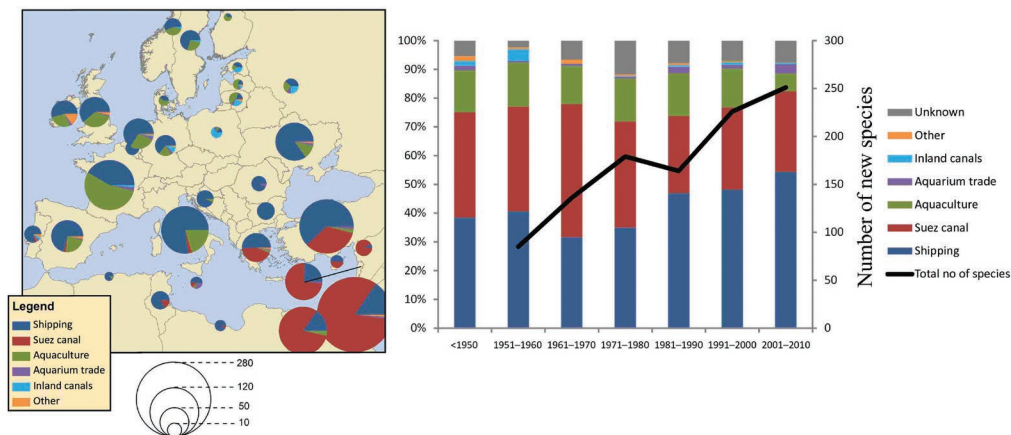 Legend
Shipping
Suez canal
Aquaculture
Aquarium trade
Inland canals
Other
280
120
50
10
100%
90%
80%
70%
60%
50%
40%
30%
20%
10%
0%
<1950
1951–1960
1961–1970
1971–1980
1981–1990
1991–2000
2001–2010
300
250
200
150
100
50
0
Number of new species
Unknown
Other
Inland canals
Aquarium trade
Aquaculture
Suez canal
Shipping
Total no of species